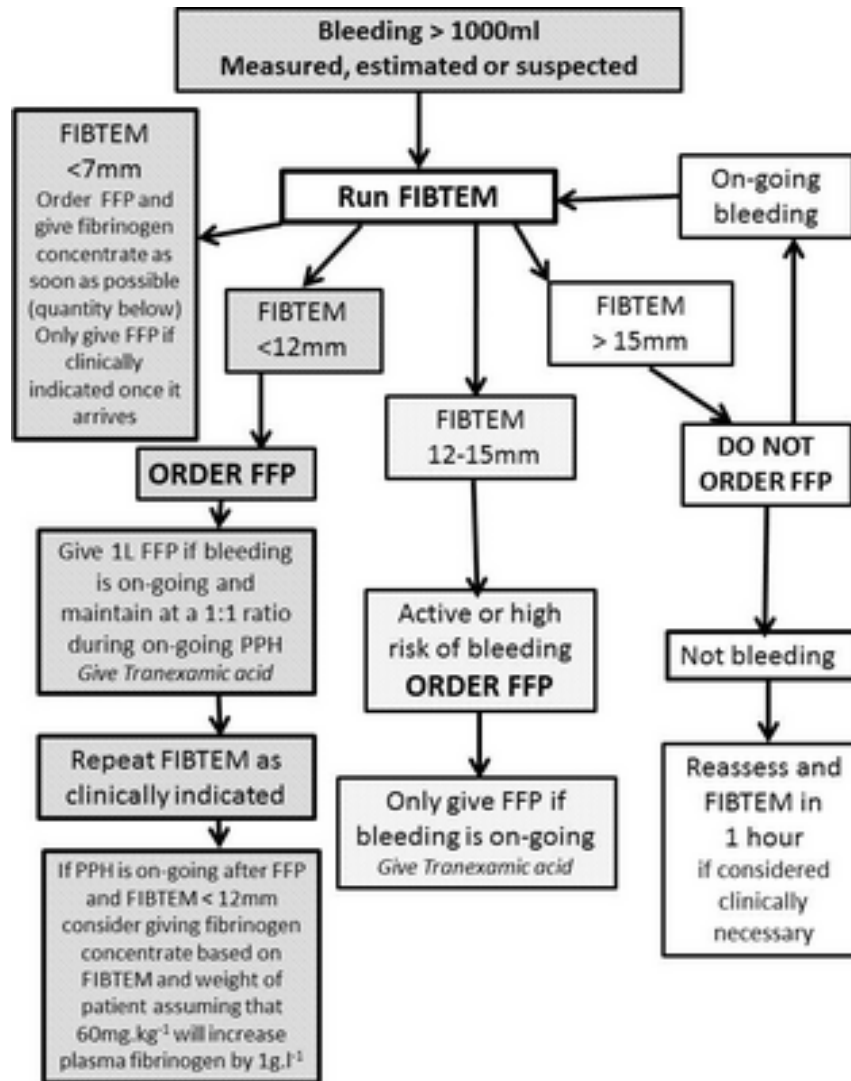 Bleeding > 1000ml
Measured, estimated or suspected
FIBTEM
<7mm
Order FFP and
give fibrinogen
concentrate as
soon as possible
(quantity below)
Only give FFP if
clinically
indicated once it
arrives
Run FIBTEM
On-going
bleeding
FIBTEM
<12mm
FIBTEM
> 15mm
FIBTEM
12-15mm
ORDER FFP
DO NOT
ORDER FFP
Give 1L FFP if bleeding
is on-going and
maintain at a 1:1 ratio
during on-going PPH
Give Tranexamic acid
Active or high
risk of bleeding
ORDER FFP
Not bleeding
Repeat FIBTEM as
clinically indicated
Only give FFP if
bleeding is on-going
Give Tranexamic acid
Reassess and
FIBTEM in
1 hour
if considered
clinically
necessary
If PPH is on-going after FFP
and FIBTEM < 12mm
consider giving fibrinogen
concentrate based on
FIBTEM and weight of
patient assuming that
60mg.kg⁻¹ will increase
plasma fibrinogen by 1g.l⁻¹